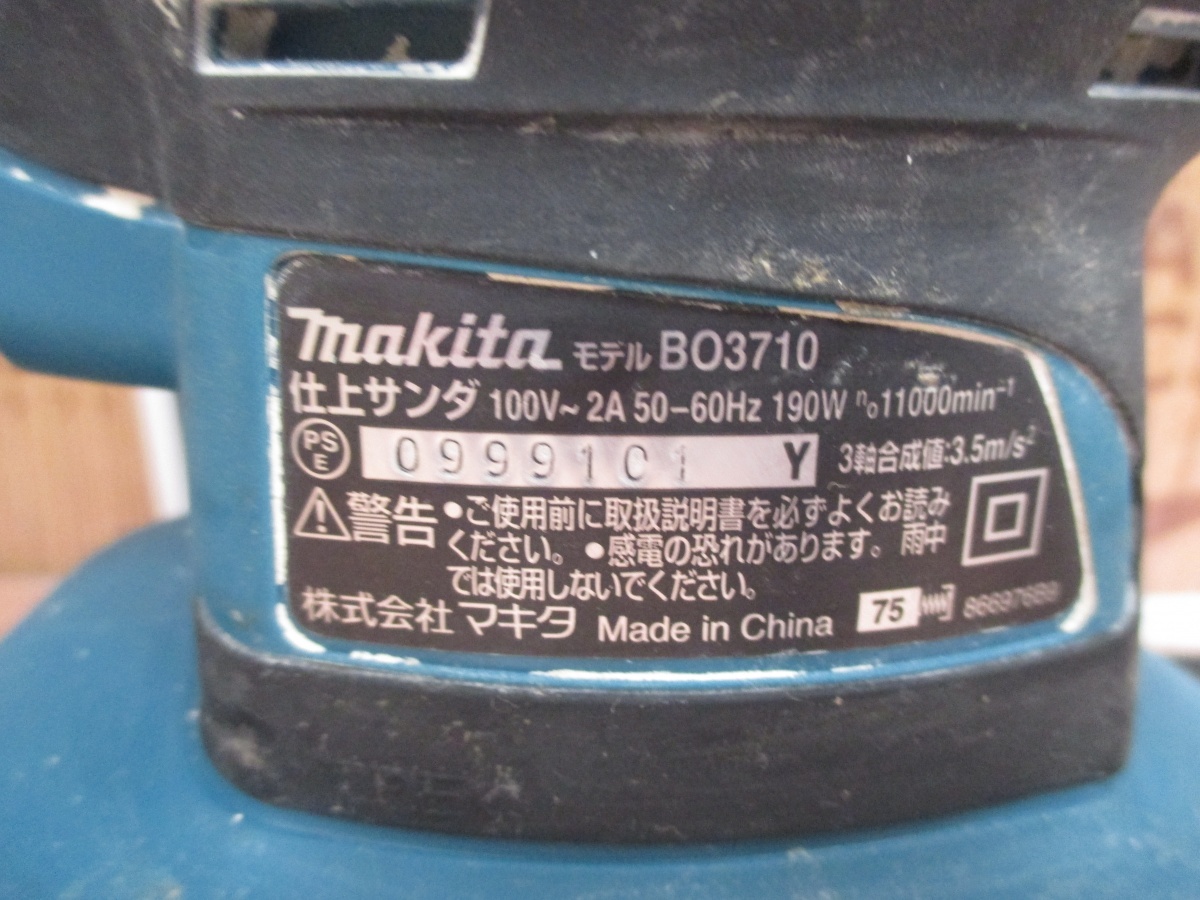 makita モデル BO3710
仕上サンダ 100V~ 2A 50-60Hz 190W n₀11000min⁻¹
PS E 0999101 Y 3軸合成値:3.5m/s²
警告 •ご使用前に取扱説明書を必ずよくお読み
ください。 •感電の恐れがあります。 雨中
では使用しないでください。
株式会社 マキタ Made in China 75